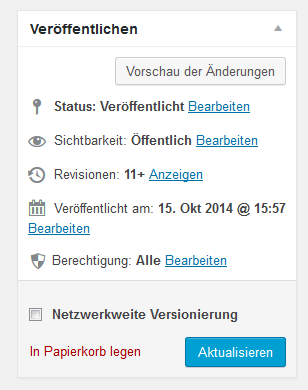 Veröffentlichen
Vorschau der Änderungen
Status: Veröffentlicht Bearbeiten
Sichtbarkeit: Öffentlich Bearbeiten
Revisionen: 11+ Anzeigen
Veröffentlicht am: 15. Okt 2014 @ 15:57
Bearbeiten
Berechtigung: Alle Bearbeiten
Netzwerkweite Versionierung
In Papierkorb legen Aktualisieren